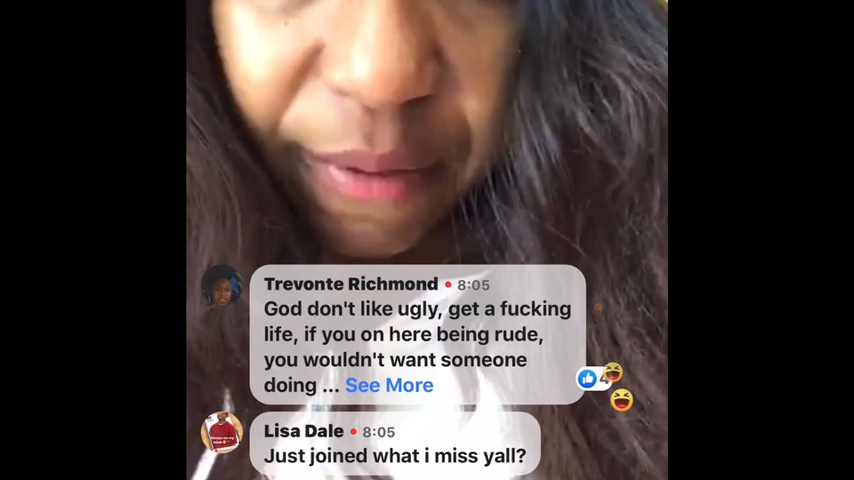 Trevonte Richmond • 8:05
God don't like ugly, get a fucking
life, if you on here being rude,
you wouldn't want someone
doing ... See More
Lisa Dale • 8:05
Just joined what i miss yall?